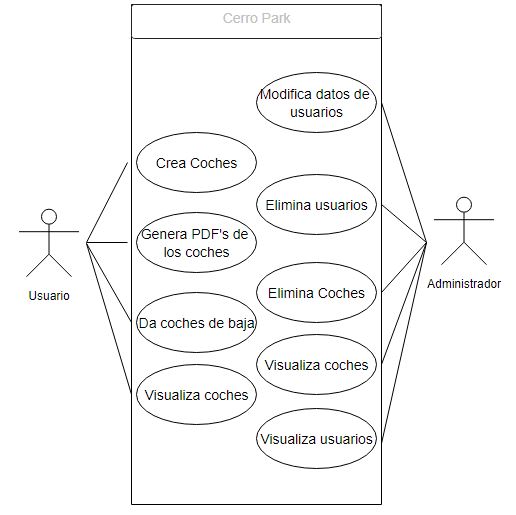 Cerro Park
Modifica datos de
usuarios
Crea Coches
Elimina usuarios
Genera PDF's de
los coches
Usuario
Administrador
Elimina Coches
Da coches de baja
Visualiza coches
Visualiza coches
Visualiza usuarios